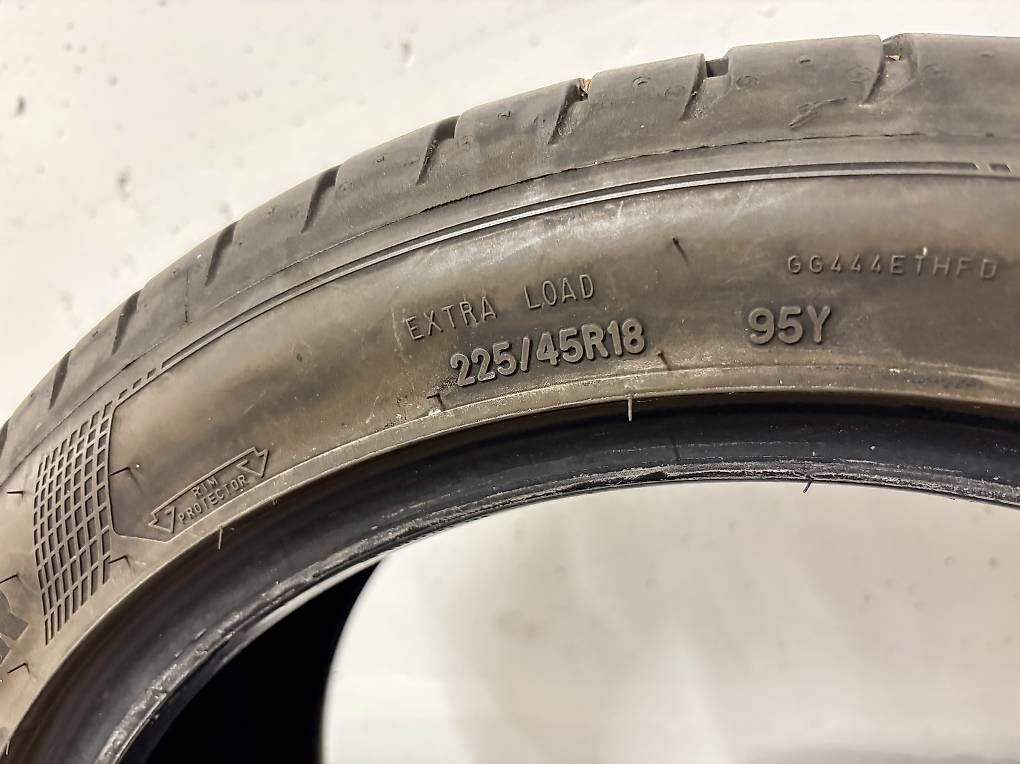 GG444ETHFD
EXTRA LOAD
225/45R18 95Y
RIM
PROTECTOR